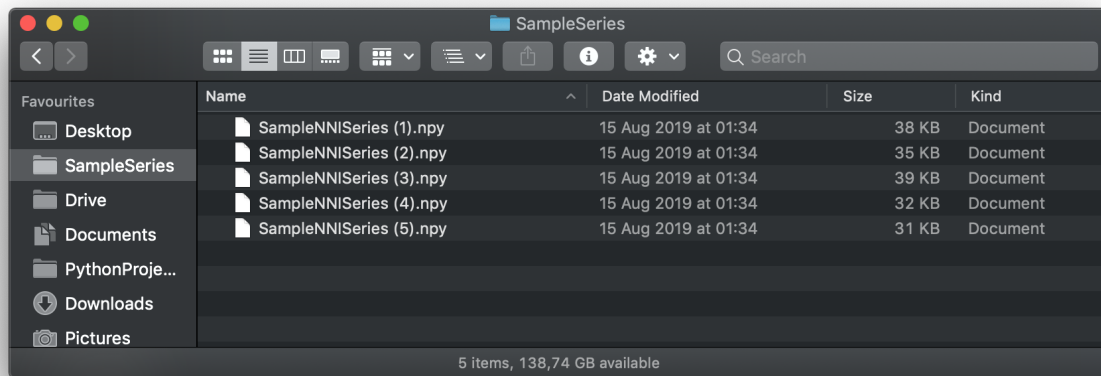 SampleSeries
Search
Favourites
Desktop
SampleSeries
Drive
Documents
PythonProje...
Downloads
Pictures
Name Date Modified Size Kind
SampleNNISeries (1).npy 15 Aug 2019 at 01:34 38 KB Document
SampleNNISeries (2).npy 15 Aug 2019 at 01:34 35 KB Document
SampleNNISeries (3).npy 15 Aug 2019 at 01:34 39 KB Document
SampleNNISeries (4).npy 15 Aug 2019 at 01:34 32 KB Document
SampleNNISeries (5).npy 15 Aug 2019 at 01:34 31 KB Document
5 items, 138,74 GB available